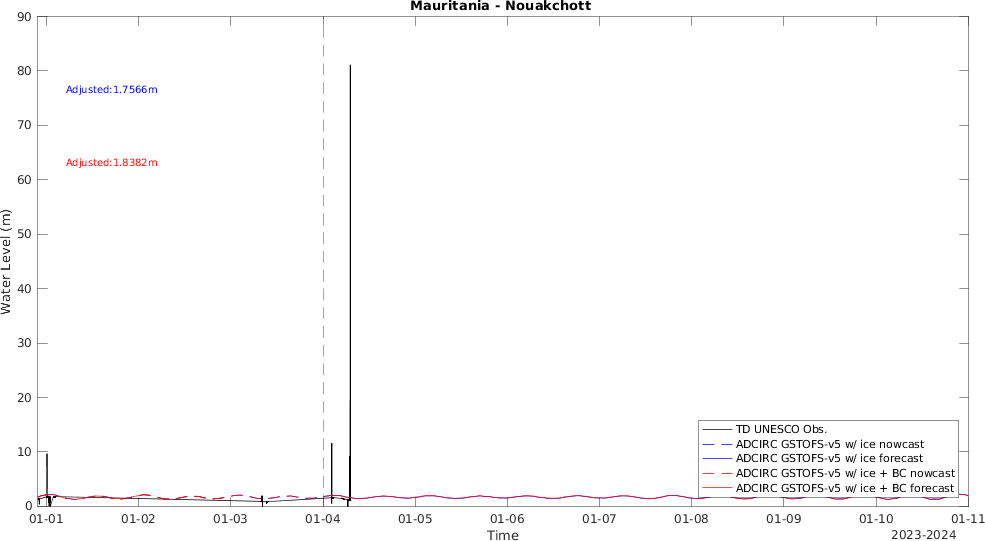 Mauritania - Nouakchott
90
80
70
60
50
40
30
20
10
0
Water Level (m)
Adjusted:1.7566m
Adjusted:1.8382m
TD UNESCO Obs.
ADCIRC GSTOFS-v5 w/ ice nowcast
ADCIRC GSTOFS-v5 w/ ice forecast
ADCIRC GSTOFS-v5 w/ ice + BC nowcast
ADCIRC GSTOFS-v5 w/ ice + BC forecast
01-01 01-02 01-03 01-04 01-05 01-06 01-07 01-08 01-09 01-10 01-11
Time
2023-2024